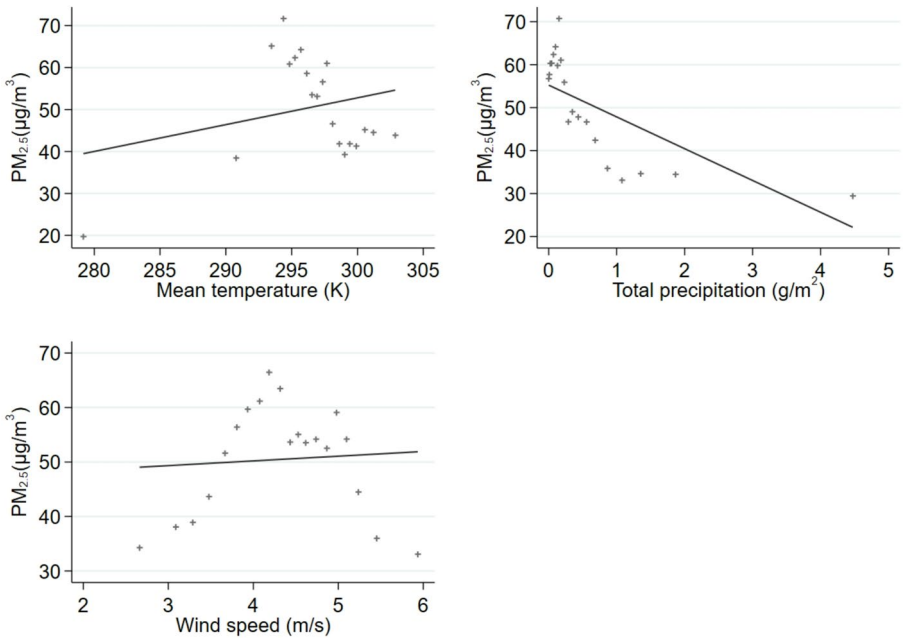 70
60
50
40
30
20
PM2.5(μg/m3)
280 285 290 295 300 305
Mean temperature (K)
70
60
50
40
30
20
PM2.5(μg/m3)
0 1 2 3 4 5
Total precipitation (g/m2)
70
60
50
40
30
PM2.5(μg/m3)
2 3 4 5 6
Wind speed (m/s)